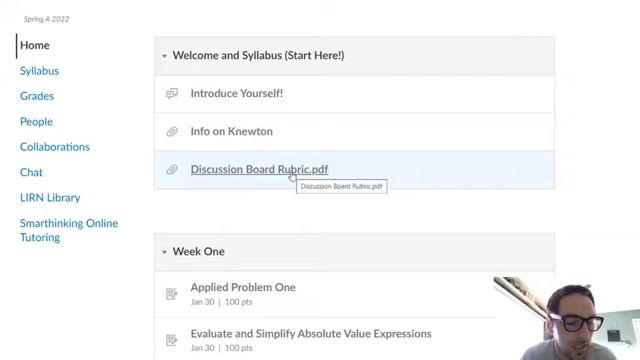 Spring A 2022
Home
Syllabus
Grades
People
Collaborations
Chat
LIRN Library
Smarthinking Online
Tutoring
Welcome and Syllabus (Start Here!)
Introduce Yourself!
Info on Knewton
Discussion Board Rubric.pdf
Discussion Board Rubric.pdf
Week One
Applied Problem One
Jan 30 | 100 pts
Evaluate and Simplify Absolute Value Expressions
Jan 30 | 100 pts